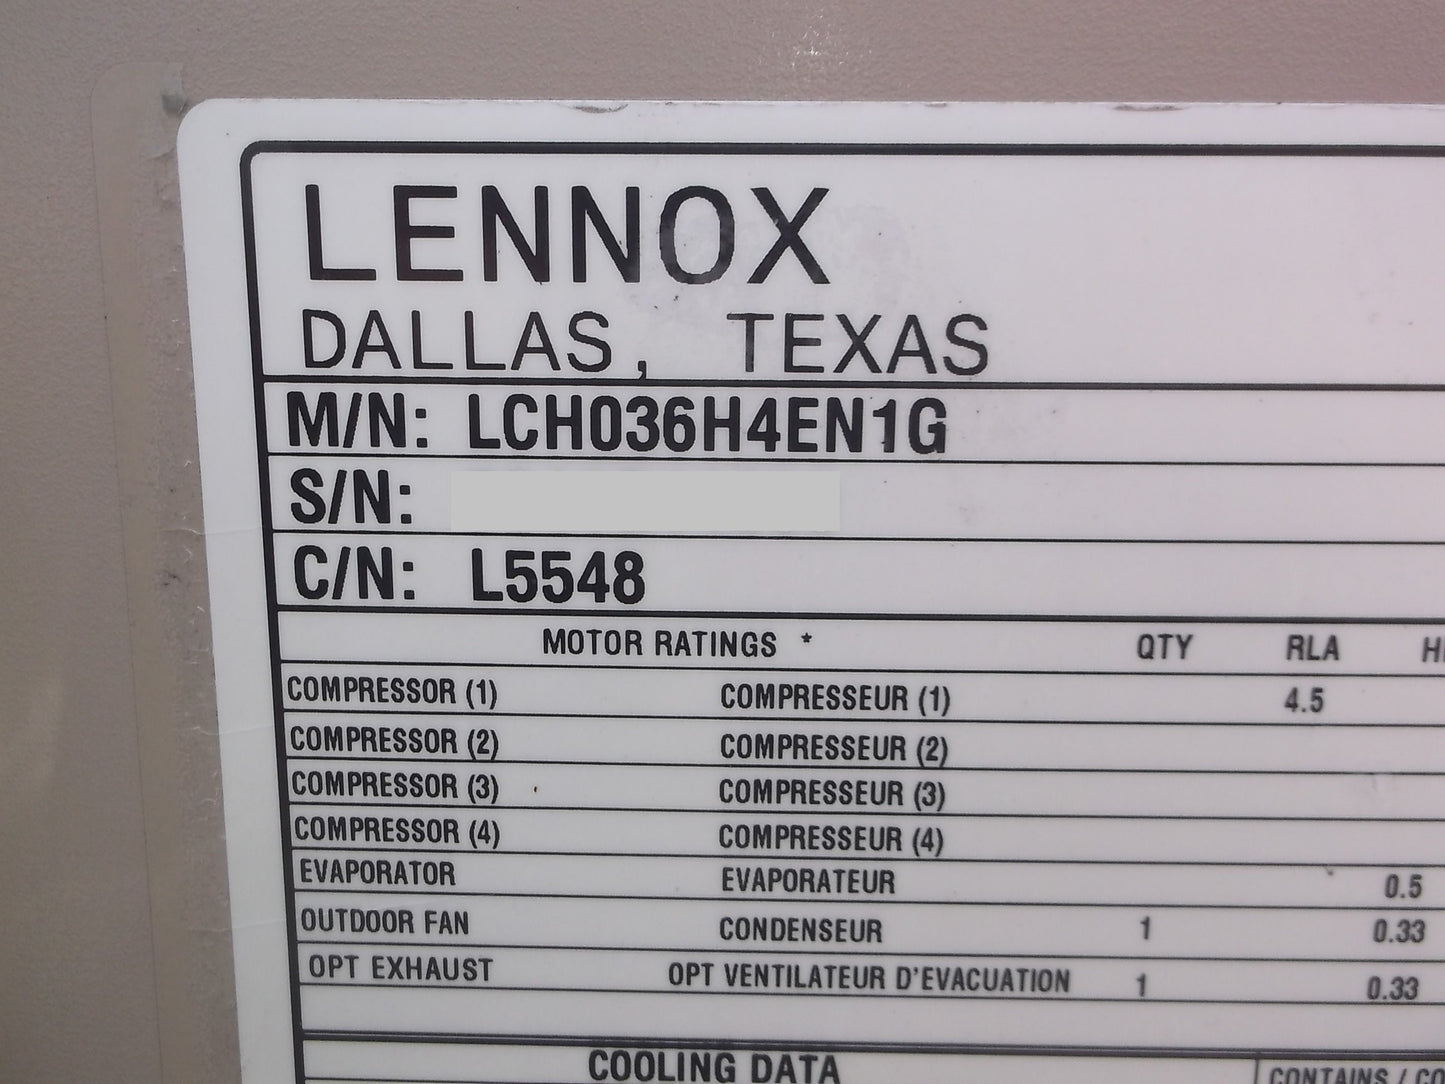 LENNOX
DALLAS, TEXAS
M/N: LCH036H4EN1G
S/N:
C/N: L5548
MOTOR RATINGS * QTY RLA
COMPRESSOR (1) COMPRESSEUR (1) 4.5
COMPRESSOR (2) COMPRESSEUR (2)
COMPRESSOR (3) COMPRESSEUR (3)
COMPRESSOR (4) COMPRESSEUR (4)
EVAPORATOR EVAPORATEUR 0.5
OUTDOOR FAN CONDENSEUR 1 0.33
OPT EXHAUST OPT VENTILATEUR D'EVACUATION 1 0.33
COOLING DATA CONTAINS /